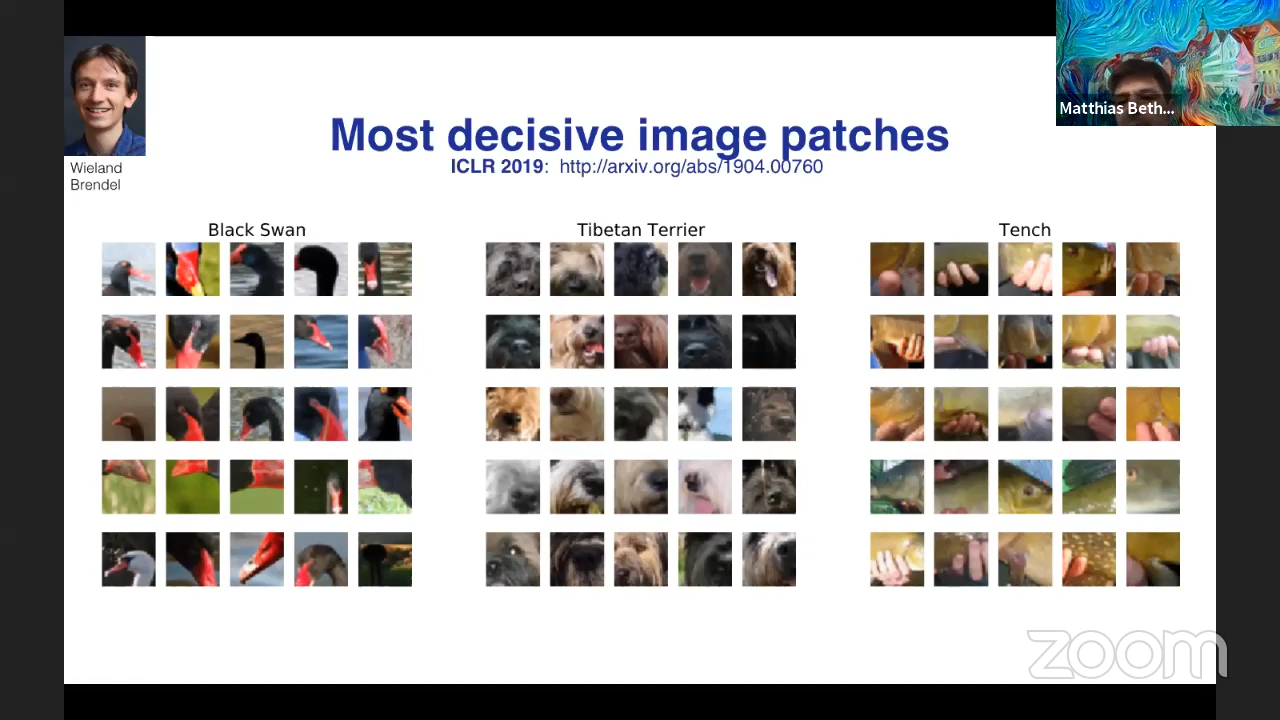 Matthias Beth...
Wieland
Brendel
Most decisive image patches
ICLR 2019: http://arxiv.org/abs/1904.00760
Black Swan
Tibetan Terrier
Tench
zoom